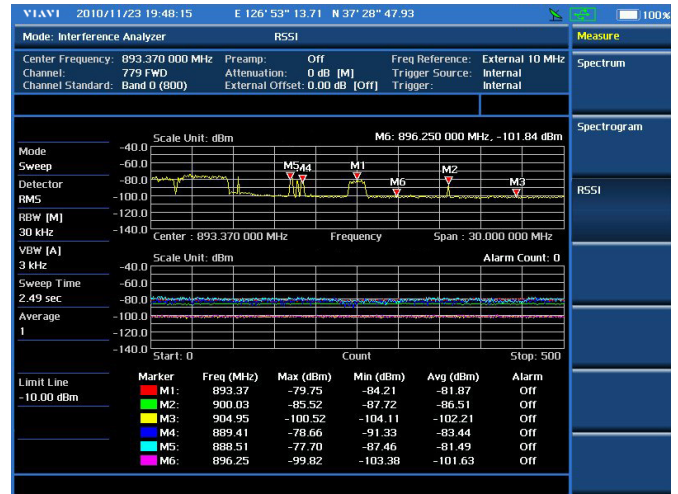 VIAVI 2010/11/23 19:48:15 E 126° 53" 13.71 N 37° 28" 47.93 100%
Mode: Interference Analyzer RSSI Measure
Center Frequency: 893.370 000 MHz Preamp: Off Freq Reference: External 10 MHz
Channel: 779 FWD Attenuation: 0 dB [M] Trigger Source: Internal
Channel Standard: Band 0 (800) External Offset: 0.00 dB [Off] Trigger: Internal
Spectrum
Spectrogram
RSSI
Mode
Sweep
Detector
RMS
RBW [M]
30 kHz
VBW [A]
3 kHz
Sweep Time
2.49 sec
Average
1
Limit Line
-10.00 dBm
Scale Unit: dBm M6: 896.250 000 MHz, -101.84 dBm
-40.0
-60.0
-80.0
-100.0
-120.0
-140.0
M5 M4 M1 M6 M2 M3
Center : 893.370 000 MHz Frequency Span : 30.000 000 MHz
Scale Unit: dBm Alarm Count: 0
-40.0
-60.0
-80.0
-100.0
-120.0
-140.0
Start: 0 Count Stop: 500
Marker Freq (MHz) Max (dBm) Min (dBm) Avg (dBm) Alarm
M1: 893.37 -79.75 -84.21 -81.87 Off
M2: 900.03 -85.52 -87.72 -86.51 Off
M3: 904.95 -100.52 -104.11 -102.21 Off
M4: 889.41 -78.66 -91.33 -83.44 Off
M5: 888.51 -77.70 -87.46 -81.49 Off
M6: 896.25 -99.82 -103.38 -101.63 Off